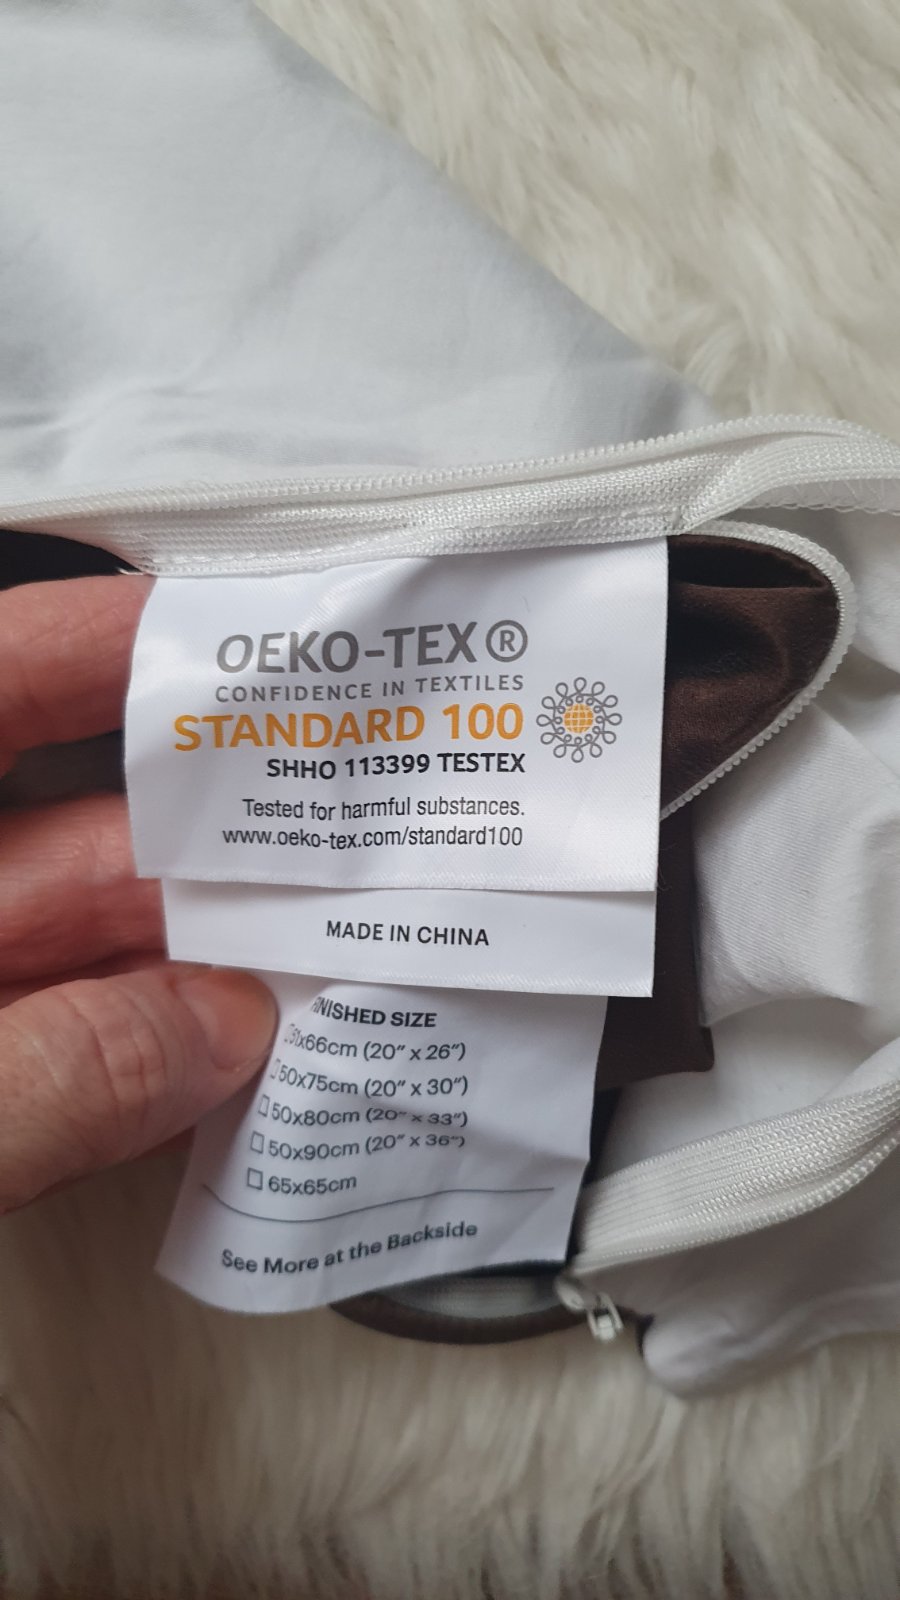 OEKO-TEX®
CONFIDENCE IN TEXTILES
STANDARD 100
SHHO 113399 TESTEX
Tested for harmful substances.
www.oeko-tex.com/standard100
MADE IN CHINA
FINISHED SIZE
51x66cm (20" x 26")
50x75cm (20" x 30")
50x80cm (20" x 33")
50x90cm (20" x 36")
65x65cm
See More at the Backside